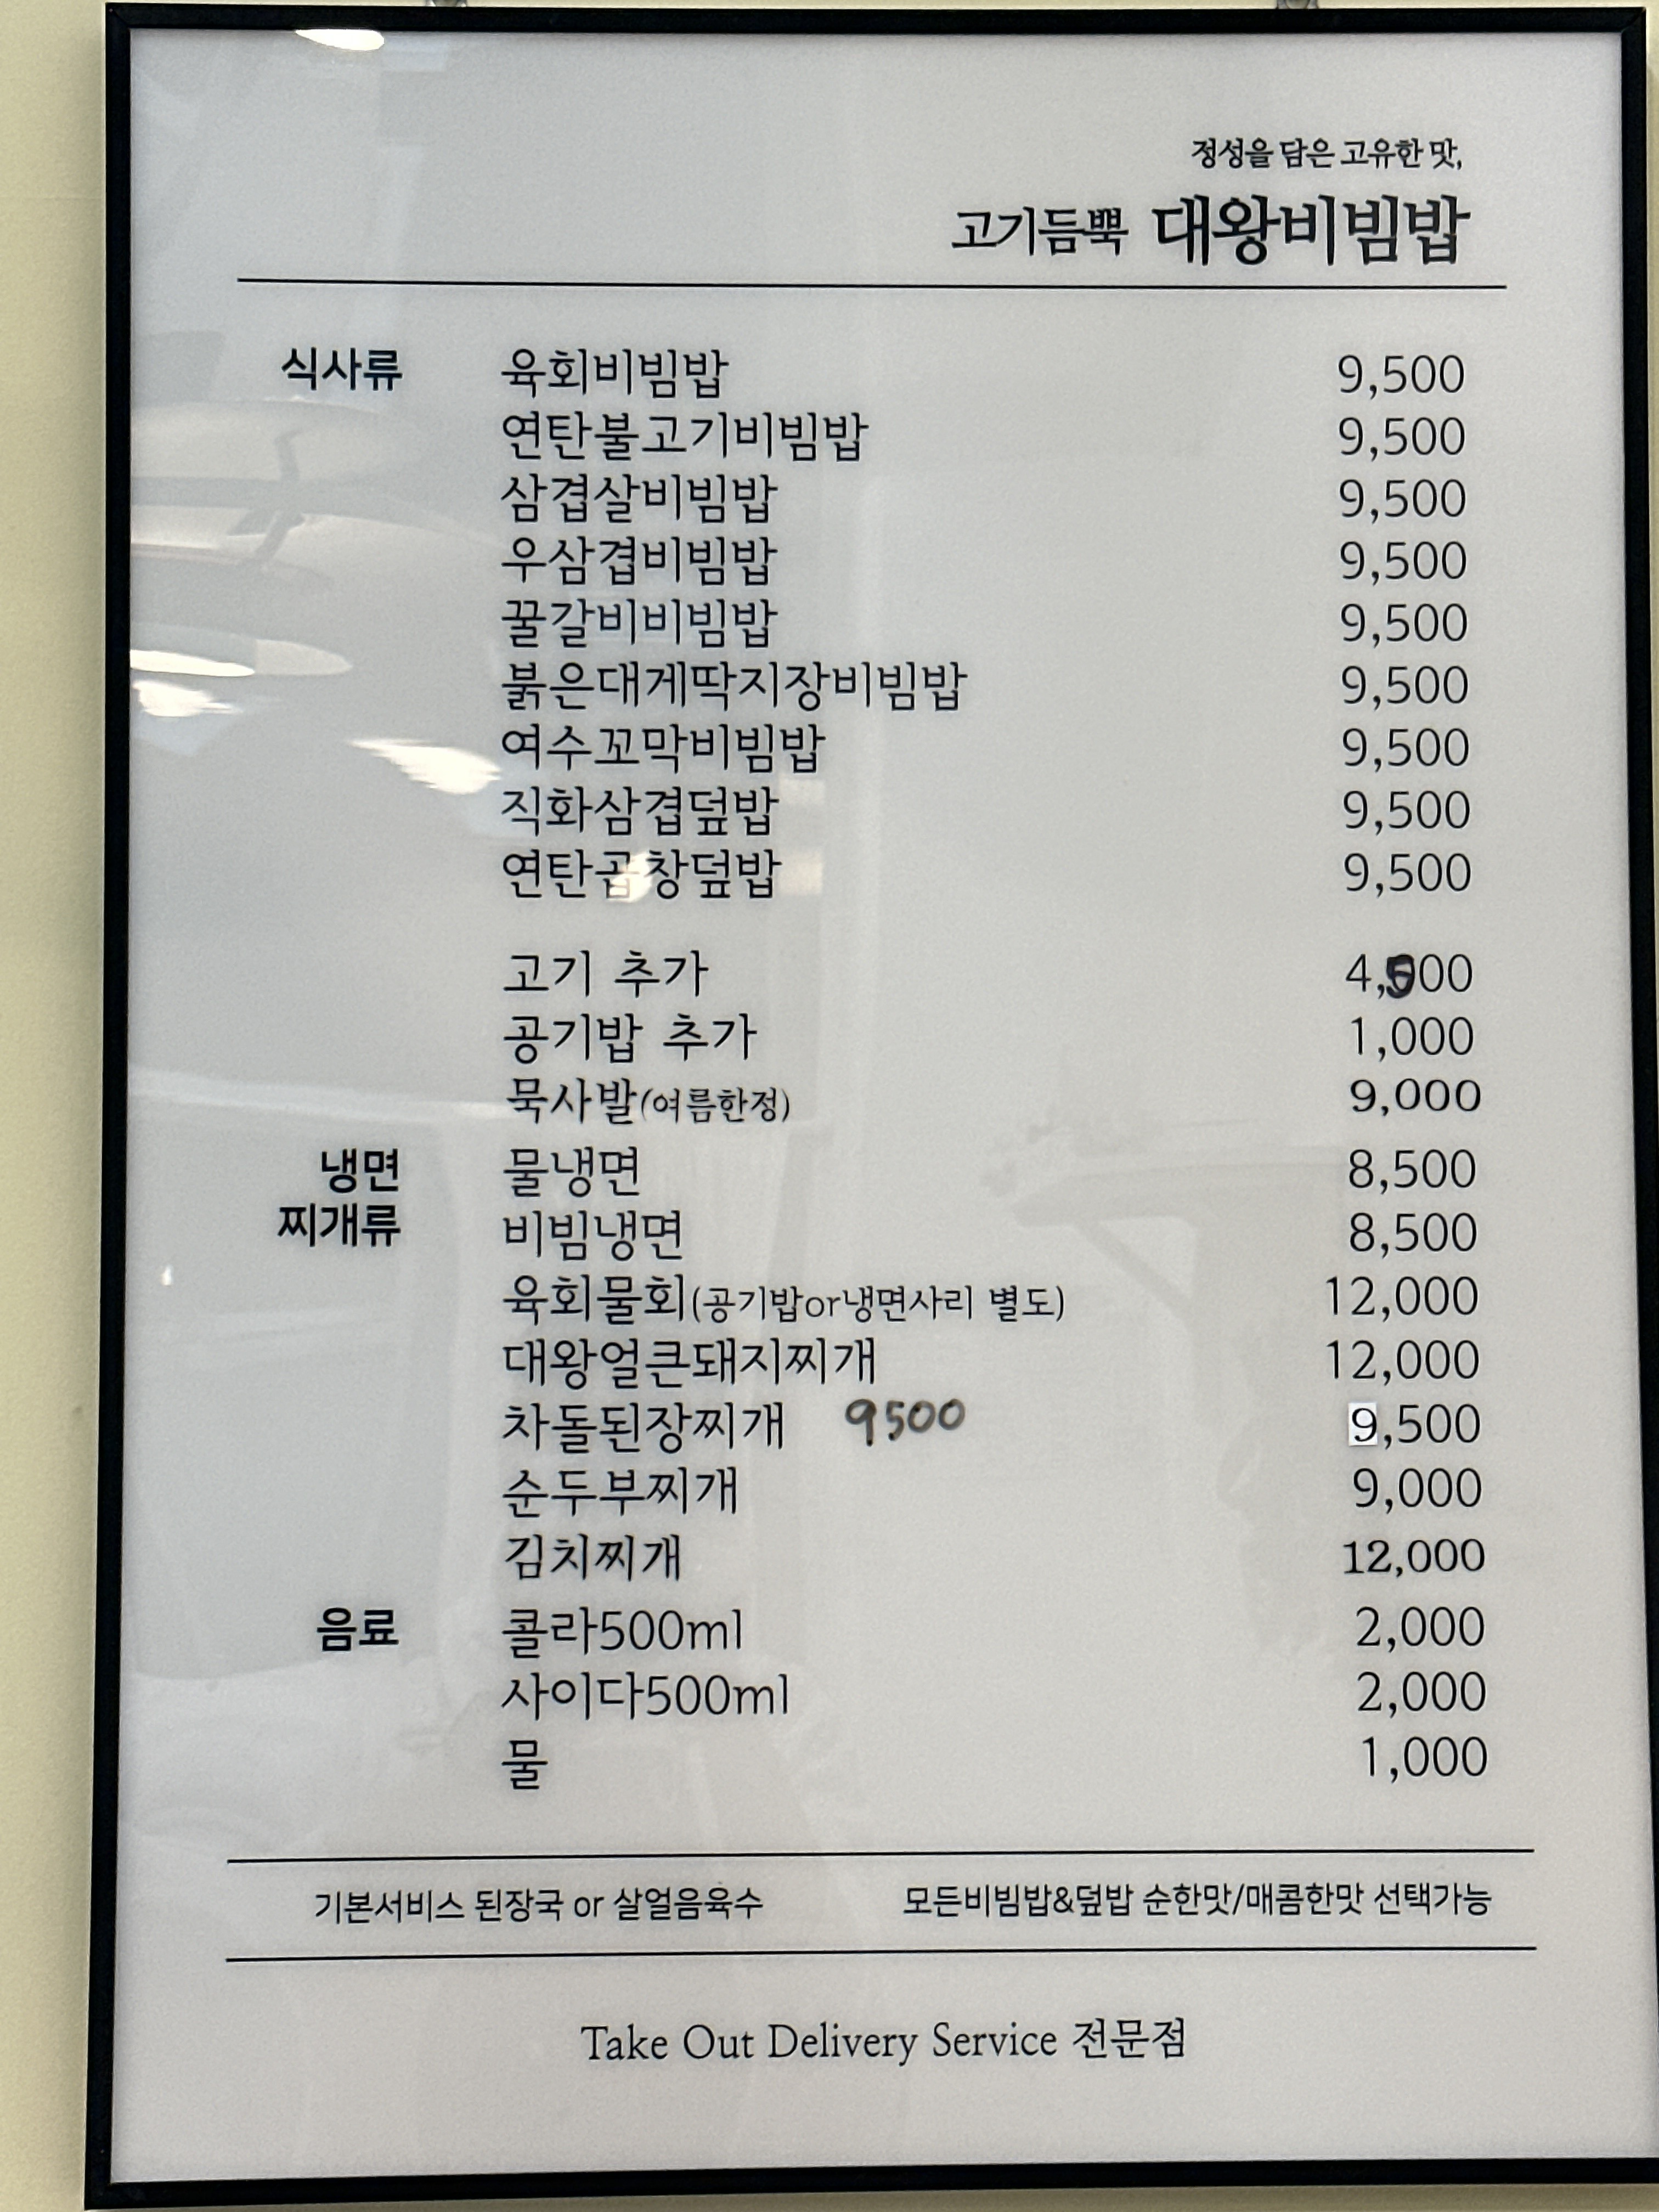 정성을 담은 고유한 맛,
고기듬뿍 대왕비빔밥
식사류 육회비빔밥 9,500
연탄불고기비빔밥 9,500
삼겹살비빔밥 9,500
우삼겹비빔밥 9,500
꿀갈비비빔밥 9,500
붉은대게딱지장비빔밥 9,500
여수꼬막비빔밥 9,500
직화삼겹덮밥 9,500
연탄곱창덮밥 9,500
고기 추가 4,500
공기밥 추가 1,000
묵사발(여름한정) 9,000
냉면 물냉면 8,500
찌개류 비빔냉면 8,500
육회물회(공기밥or냉면사리 별도) 12,000
대왕얼큰돼지찌개 12,000
차돌된장찌개 9500 9,500
순두부찌개 9,000
김치찌개 12,000
음료 콜라500ml 2,000
사이다500ml 2,000
물 1,000
기본서비스 된장국 or 살얼음육수 모든비빔밥&덮밥 순한맛/매콤한맛 선택가능
Take Out Delivery Service 전문점